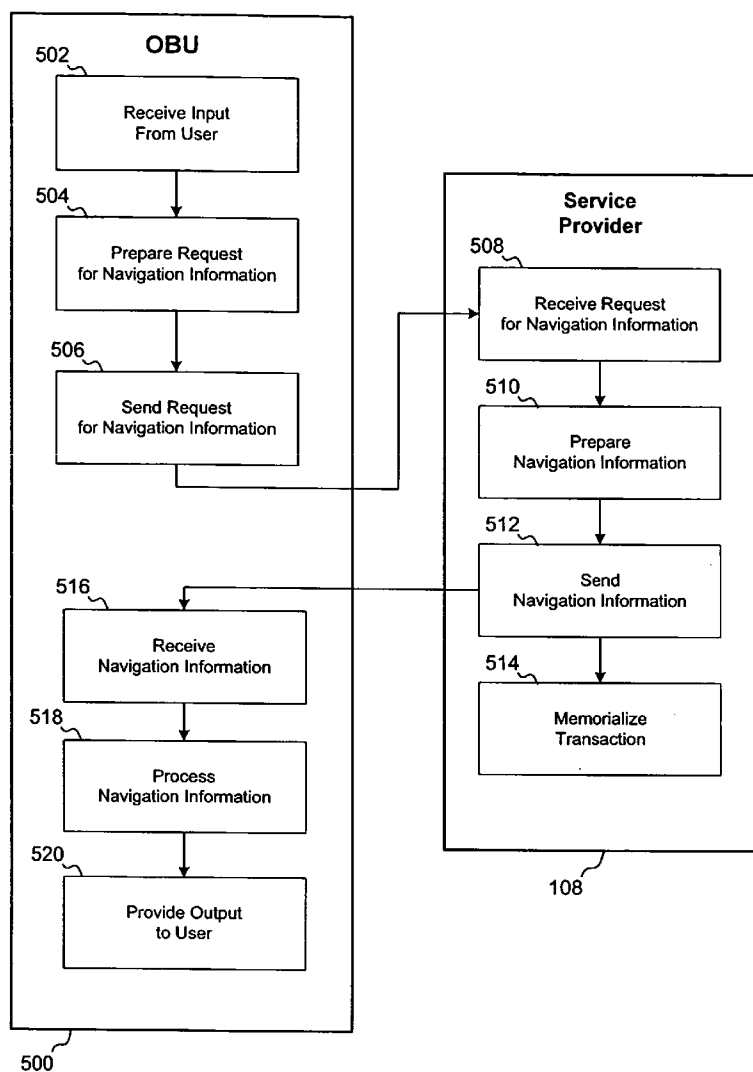 OBU
502
Receive Input
From User
504
Prepare Request
for Navigation Information
506
Send Request
for Navigation Information
Service
Provider
508
Receive Request
for Navigation Information
510
Prepare
Navigation Information
512
Send
Navigation Information
514
Memorialize
Transaction
108
516
Receive
Navigation Information
518
Process
Navigation Information
520
Provide Output
to User
500